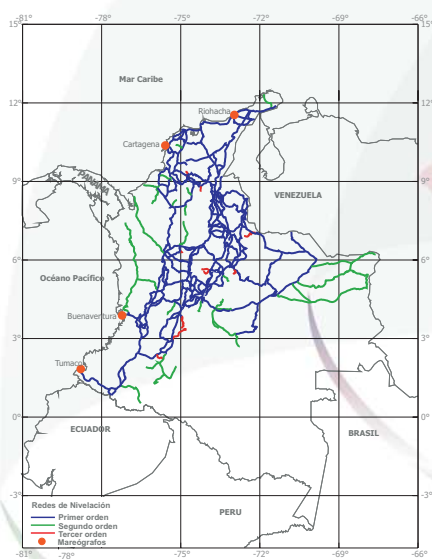 -81° -78° -75° -72° -69° -66°
15° 15°
Mar Caribe
12° 12°
Riohacha
Cartagena
9° 9°
PANAMA
VENEZUELA
6° 6°
Océano Pacífico
Buenaventura
3° 3°
Tumaco
0° 0°
ECUADOR
BRASIL
-3° -3°
Redes de Nivelación
Primer orden
Segundo orden
Tercer orden
Mareógrafos
PERU
-81° -78° -75° -72° -69° -66°